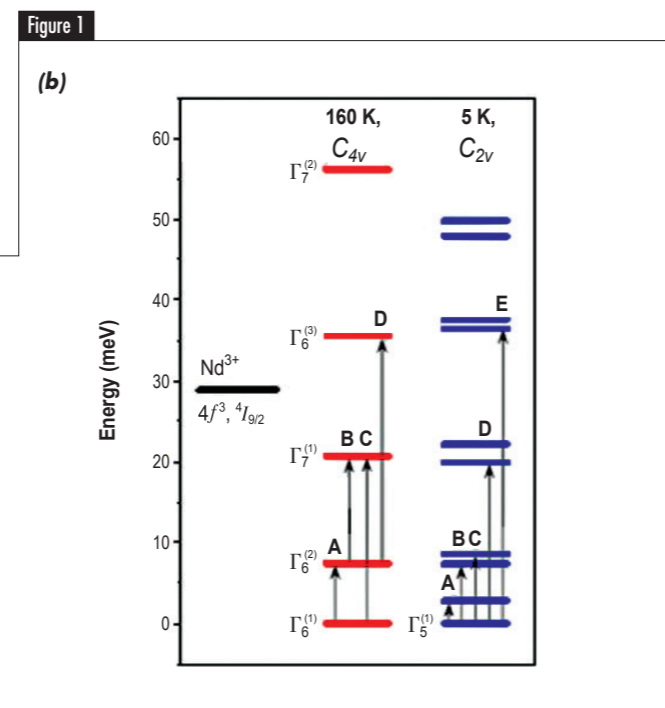 Figure 1
(b)
160 K,
C4v
5 K,
C2v
Energy (meV)
60
50
40
30
20
10
0
Nd3+
4f3, 4I9/2
Γ7(2)
Γ6(3)
Γ7(1)
Γ6(2)
Γ6(1)
D
B C
A
Γ5(1)
E
D
B C
A